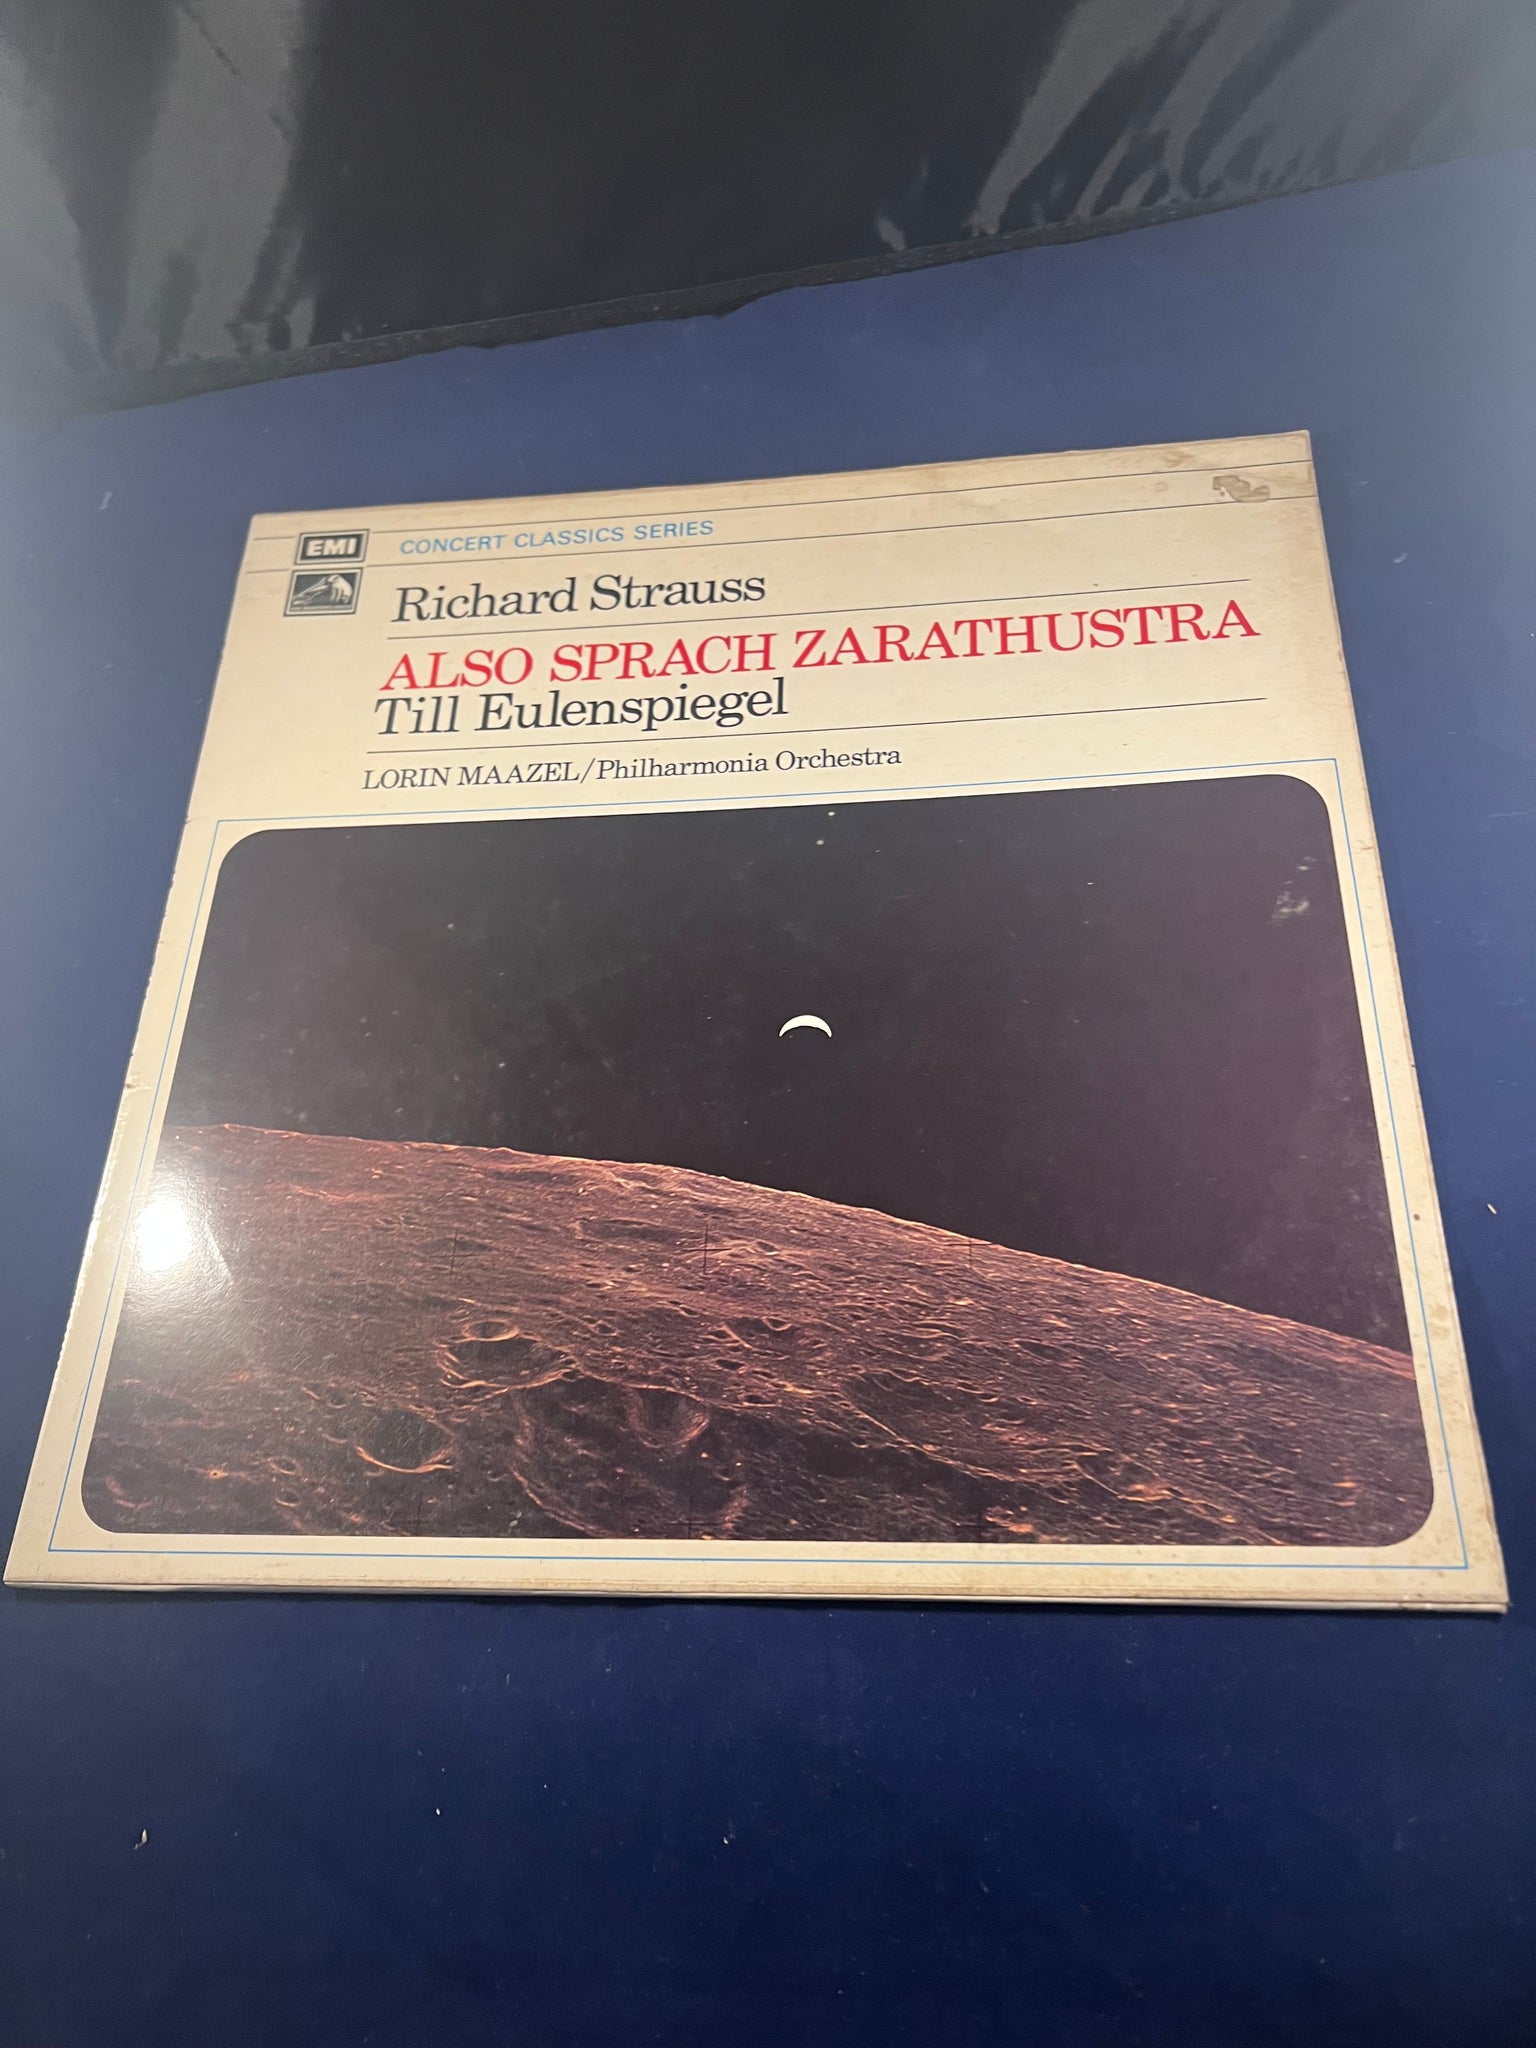 EMI
CONCERT CLASSICS SERIES
Richard Strauss
ALSO SPRACH ZARATHUSTRA
Till Eulenspiegel
LORIN MAAZEL/Philharmonia Orchestra